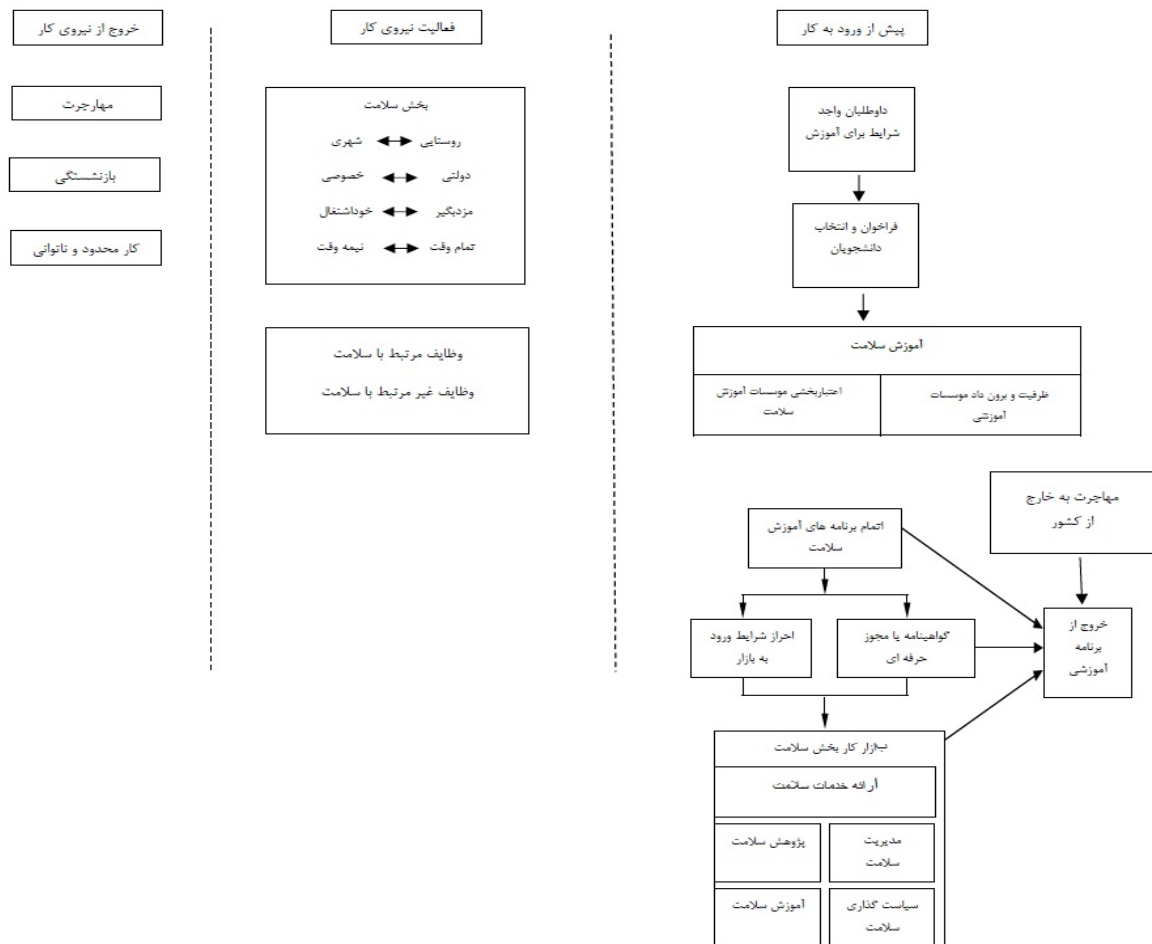 پیش از ورود به کار
داوطلبان واجد
شرایط برای آموزش
فراخوان و انتخاب
دانشجویان
آموزش سلامت
ظرفیت و برون داد موسسات
آموزشی
اعتباربخشی موسسات آموزش
سلامت
مهاجرت به خارج
از کشور
اتمام برنامه های آموزش
سلامت
خروج از
برنامه
آموزشی
گواهینامه یا مجوز
حرفه ای
احراز شرایط ورود
به بازار
بازار کار بخش سلامت
أرائه خدمات سلامت
مدیریت
سلامت
پژوهش سلامت
سیاست گذاری
سلامت
آموزش سلامت
فعالیت نیروی کار
بخش سلامت
روستایی شهری
دولتی خصوصی
مزدبگیر خوداشتغال
تمام وقت نیمه وقت
وظایف مرتبط با سلامت
وظایف غیر مرتبط با سلامت
خروج از نیروی کار
مهارجرت
بازنشستگی
کار محدود و ناتوانی